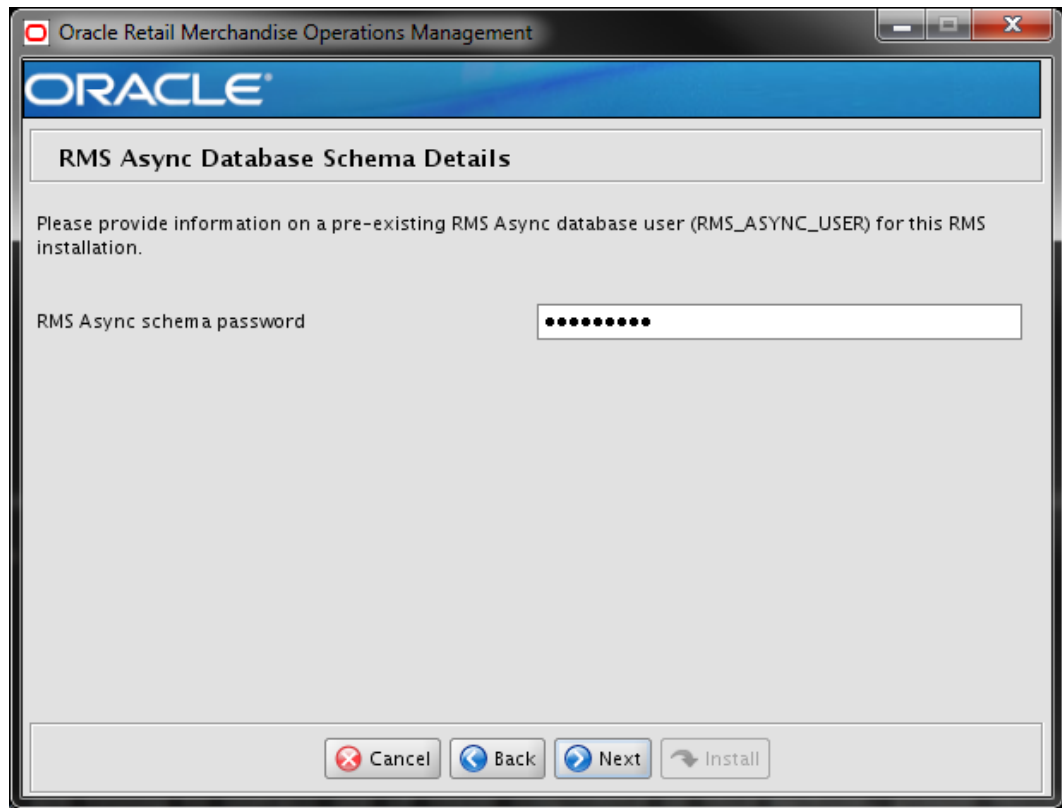 Oracle Retail Merchandise Operations Management
ORACLE®
RMS Async Database Schema Details
Please provide information on a pre-existing RMS Async database user (RMS_ASYNC_USER) for this RMS
installation.
RMS Async schema password
•••••••••
Cancel Back Next Install